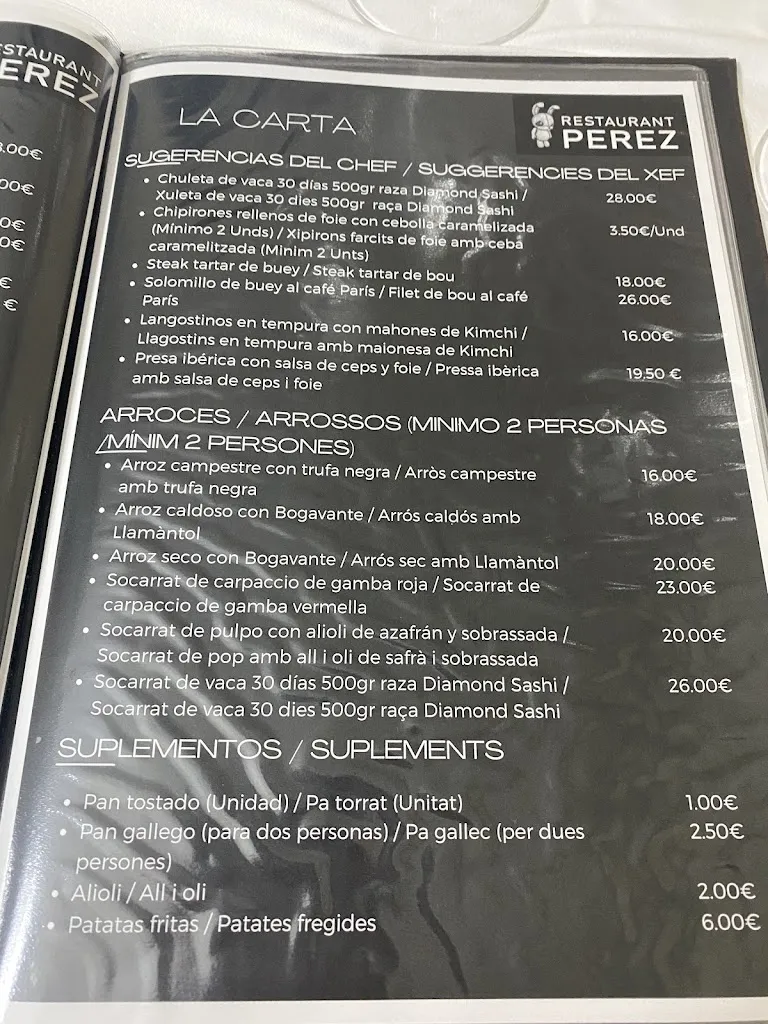 ESTAURANT
EREZ
.00€
00€
0€
0€
€
€
LA CARTA
RESTAURANT
PEREZ
SUGERENCIAS DEL CHEF / SUGGERENCIES DEL XEF
• Chuleta de vaca 30 días 500gr raza Diamond Sashi / 28.00€
Xuleta de vaca 30 dies 500gr raça Diamond Sashi
• Chipirones rellenos de foie con cebolla caramelizada
(Mínimo 2 Unds) / Xipirons farcits de foie amb ceba 3.50€/Und
caramelitzada (Minim 2 Unts)
• Steak tartar de buey / Steak tartar de bou 18.00€
• Solomillo de buey al café París / Filet de bou al café 26.00€
París
• Langostinos en tempura con mahones de Kimchi / 16.00€
Llagostins en tempura amb maionesa de Kimchi
• Presa ibérica con salsa de ceps y foie / Pressa ibèrica 19,50 €
amb salsa de ceps i foie
ARROCES / ARROSSOS (MINIMO 2 PERSONAS
/MÍNIM 2 PERSONES)
• Arroz campestre con trufa negra / Arròs campestre 16.00€
amb trufa negra
• Arroz caldoso con Bogavante / Arrós caldós amb 18.00€
Llamàntol
• Arroz seco con Bogavante / Arrós sec amb Llamàntol 20.00€
• Socarrat de carpaccio de gamba roja / Socarrat de 23.00€
carpaccio de gamba vermella
• Socarrat de pulpo con alioli de azafrán y sobrassada / 20.00€
Socarrat de pop amb all i oli de safrà i sobrassada
• Socarrat de vaca 30 días 500gr raza Diamond Sashi / 26.00€
Socarrat de vaca 30 dies 500gr raça Diamond Sashi
SUPLEMENTOS / SUPLEMENTS
• Pan tostado (Unidad) / Pa torrat (Unitat) 1.00€
• Pan gallego (para dos personas) / Pa gallec (per dues 2.50€
persones)
• Alioli / All i oli 2.00€
• Patatas fritas / Patates fregides 6.00€